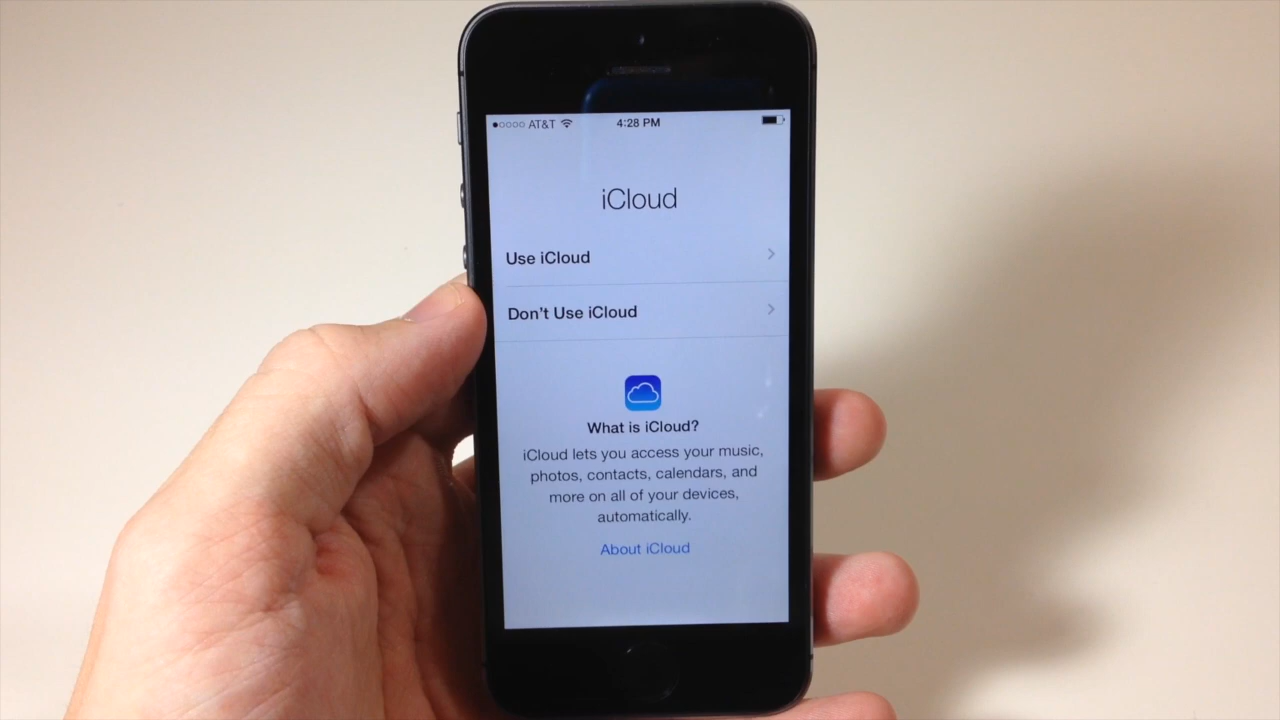 AT&T 4:28 PM
iCloud
Use iCloud
Don't Use iCloud
What is iCloud?
iCloud lets you access your music,
photos, contacts, calendars, and
more on all of your devices,
automatically.
About iCloud